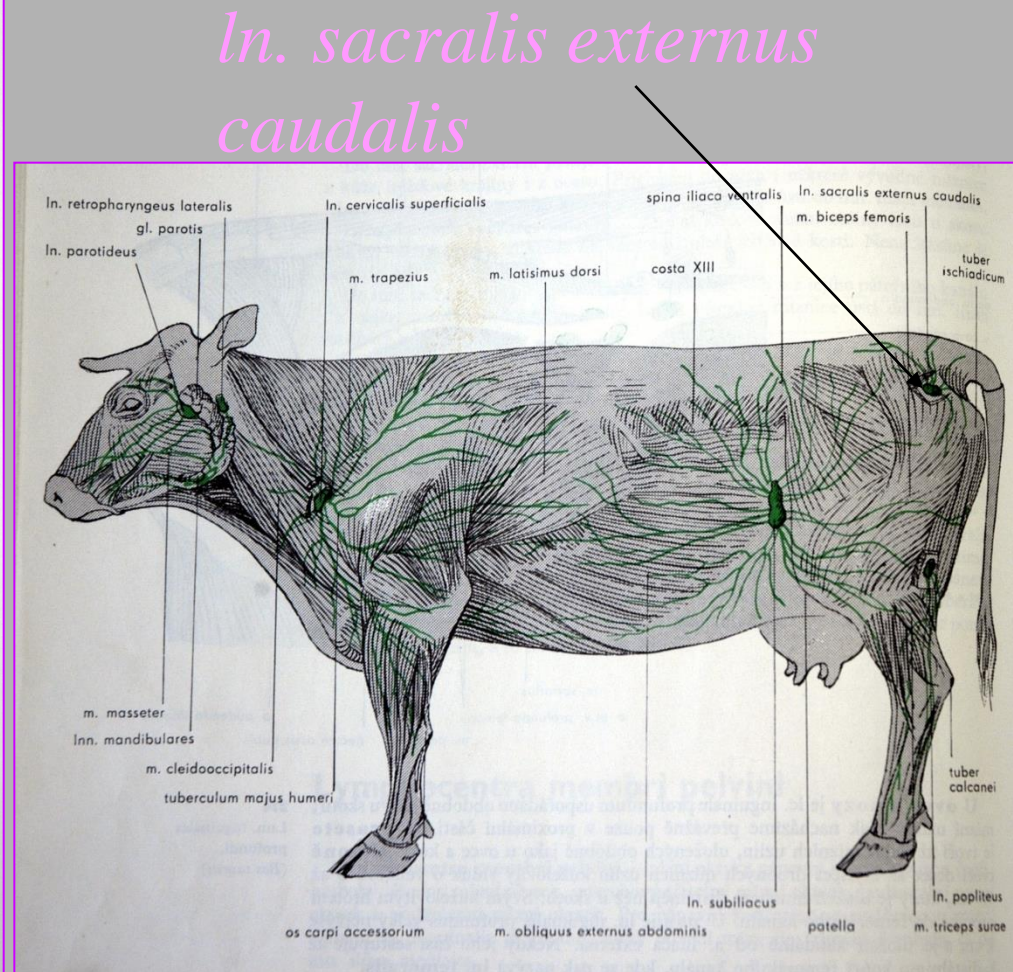 ln. sacralis externus
caudalis
ln. retropharyngeus lateralis
gl. parotis
ln. parotideus
ln. cervicalis superficialis
m. trapezius
m. latisimus dorsi
costa XIII
spina iliaca ventralis
ln. sacralis externus caudalis
m. biceps femoris
tuber
ischiadicum
m. masseter
lnn. mandibulares
m. cleidooccipitalis
tuberculum majus humeri
os carpi accessorium
m. obliquus externus abdominis
ln. subiliacus
patella
tuber
calcanei
ln. popliteus
m. triceps surae